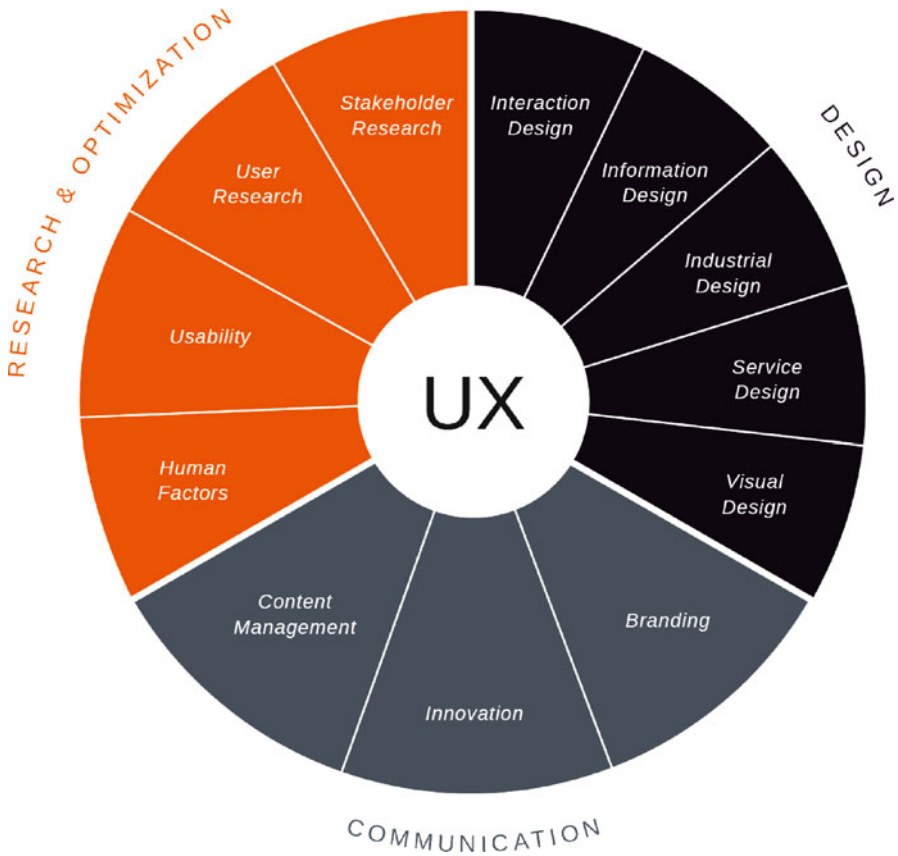 RESEARCH & OPTIMIZATION
Stakeholder
Research
User
Research
Usability
Human
Factors
DESIGN
Interaction
Design
Information
Design
Industrial
Design
Service
Design
Visual
Design
UX
Content
Management
Innovation
Branding
COMMUNICATION